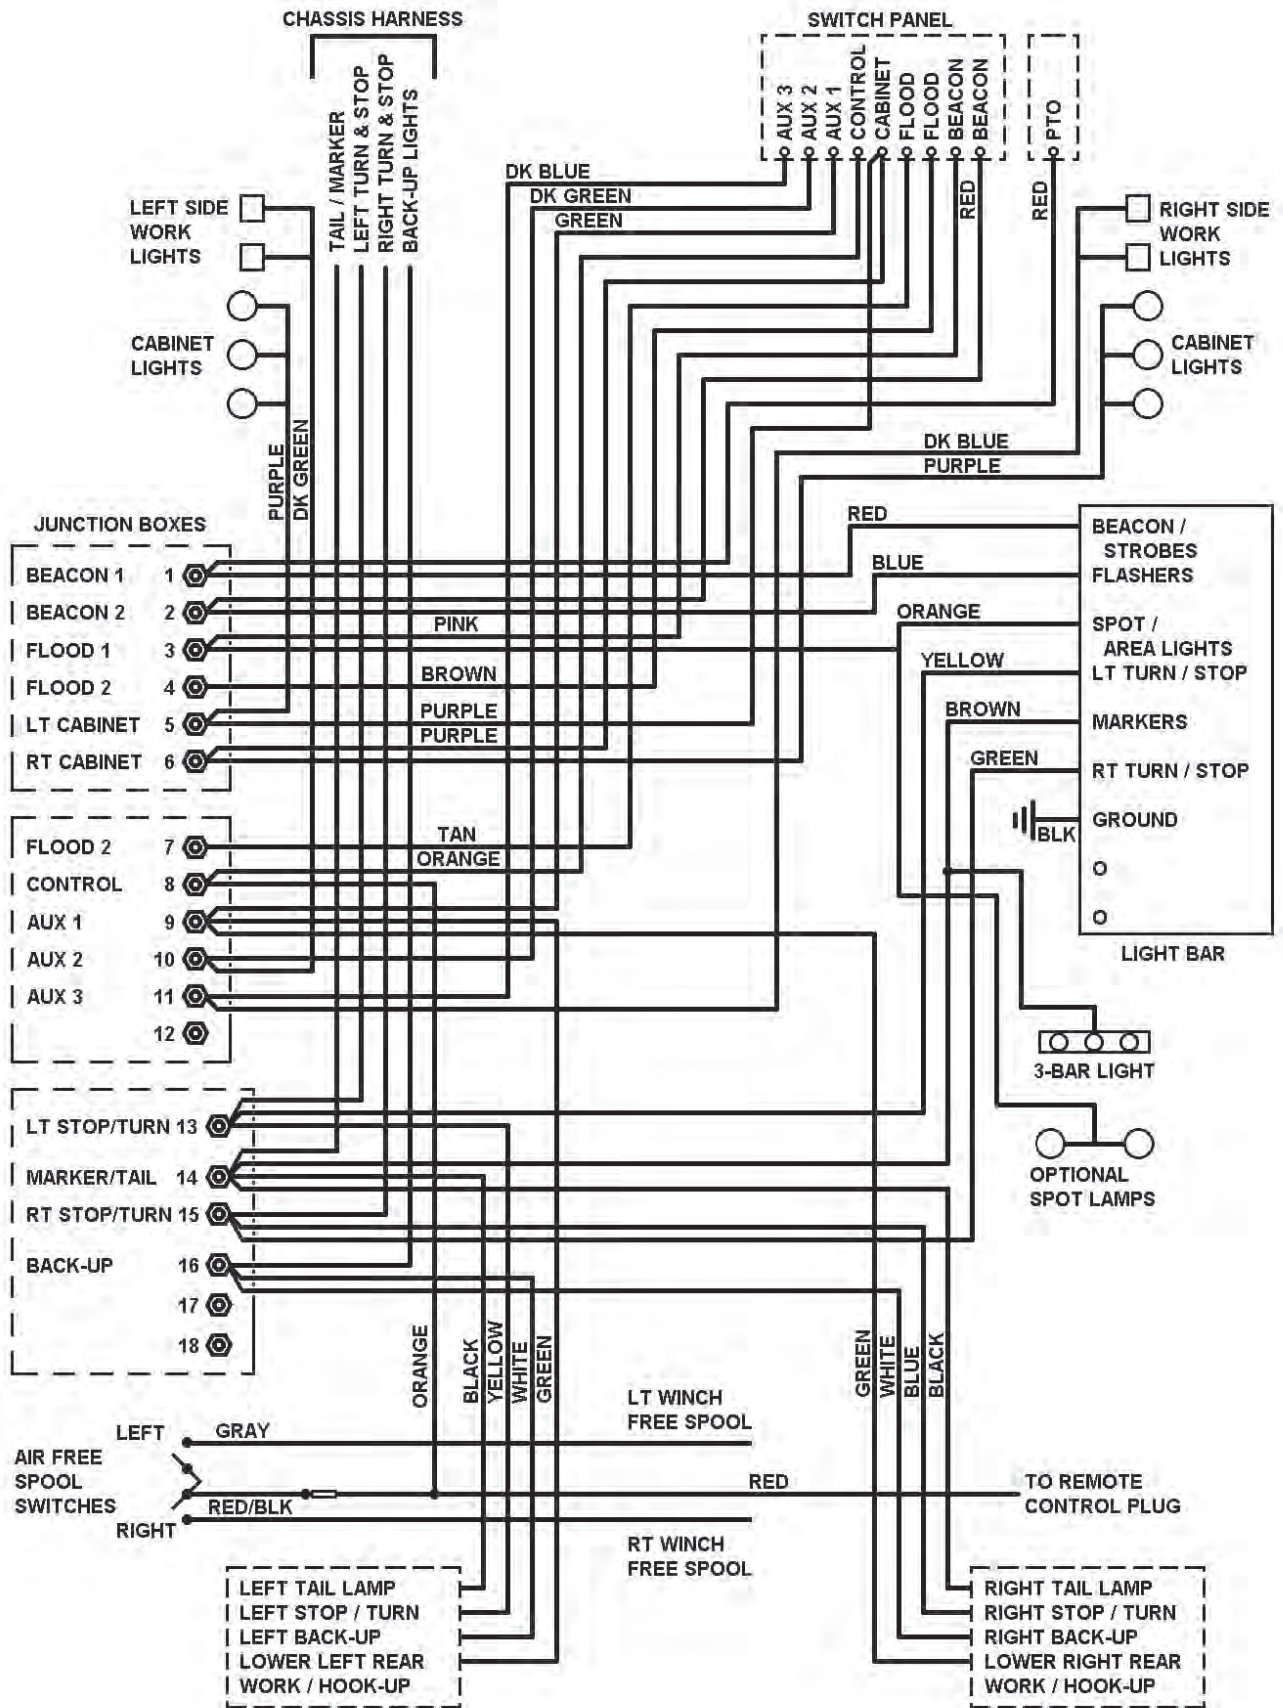 CHASSIS HARNESS
SWITCH PANEL
TAIL / MARKER
LEFT TURN & STOP
RIGHT TURN & STOP
BACK-UP LIGHTS
AUX 3
AUX 2
AUX 1
CONTROL
CABINET
FLOOD
FLOOD
BEACON
BEACON
PTO
DK BLUE
DK GREEN
GREEN
RED
RED
LEFT SIDE
WORK
LIGHTS
RIGHT SIDE
WORK
LIGHTS
CABINET
LIGHTS
CABINET
LIGHTS
PURPLE
DK GREEN
DK BLUE
PURPLE
JUNCTION BOXES
BEACON 1 1
BEACON 2 2
FLOOD 1 3
FLOOD 2 4
LT CABINET 5
RT CABINET 6
PINK
BROWN
PURPLE
PURPLE
RED
BLUE
ORANGE
YELLOW
BROWN
GREEN
BLK
BEACON /
STROBES
FLASHERS
SPOT /
AREA LIGHTS
LT TURN / STOP
MARKERS
RT TURN / STOP
GROUND
LIGHT BAR
FLOOD 2 7
CONTROL 8
AUX 1 9
AUX 2 10
AUX 3 11
12
TAN
ORANGE
3-BAR LIGHT
OPTIONAL
SPOT LAMPS
LT STOP/TURN 13
MARKER/TAIL 14
RT STOP/TURN 15
BACK-UP 16
17
18
ORANGE
BLACK
YELLOW
WHITE
GREEN
GREEN
WHITE
BLUE
BLACK
LT WINCH
FREE SPOOL
LEFT
GRAY
AIR FREE
SPOOL
SWITCHES
RED/BLK
RIGHT
RED
TO REMOTE
CONTROL PLUG
RT WINCH
FREE SPOOL
LEFT TAIL LAMP
LEFT STOP / TURN
LEFT BACK-UP
LOWER LEFT REAR
WORK / HOOK-UP
RIGHT TAIL LAMP
RIGHT STOP / TURN
RIGHT BACK-UP
LOWER RIGHT REAR
WORK / HOOK-UP